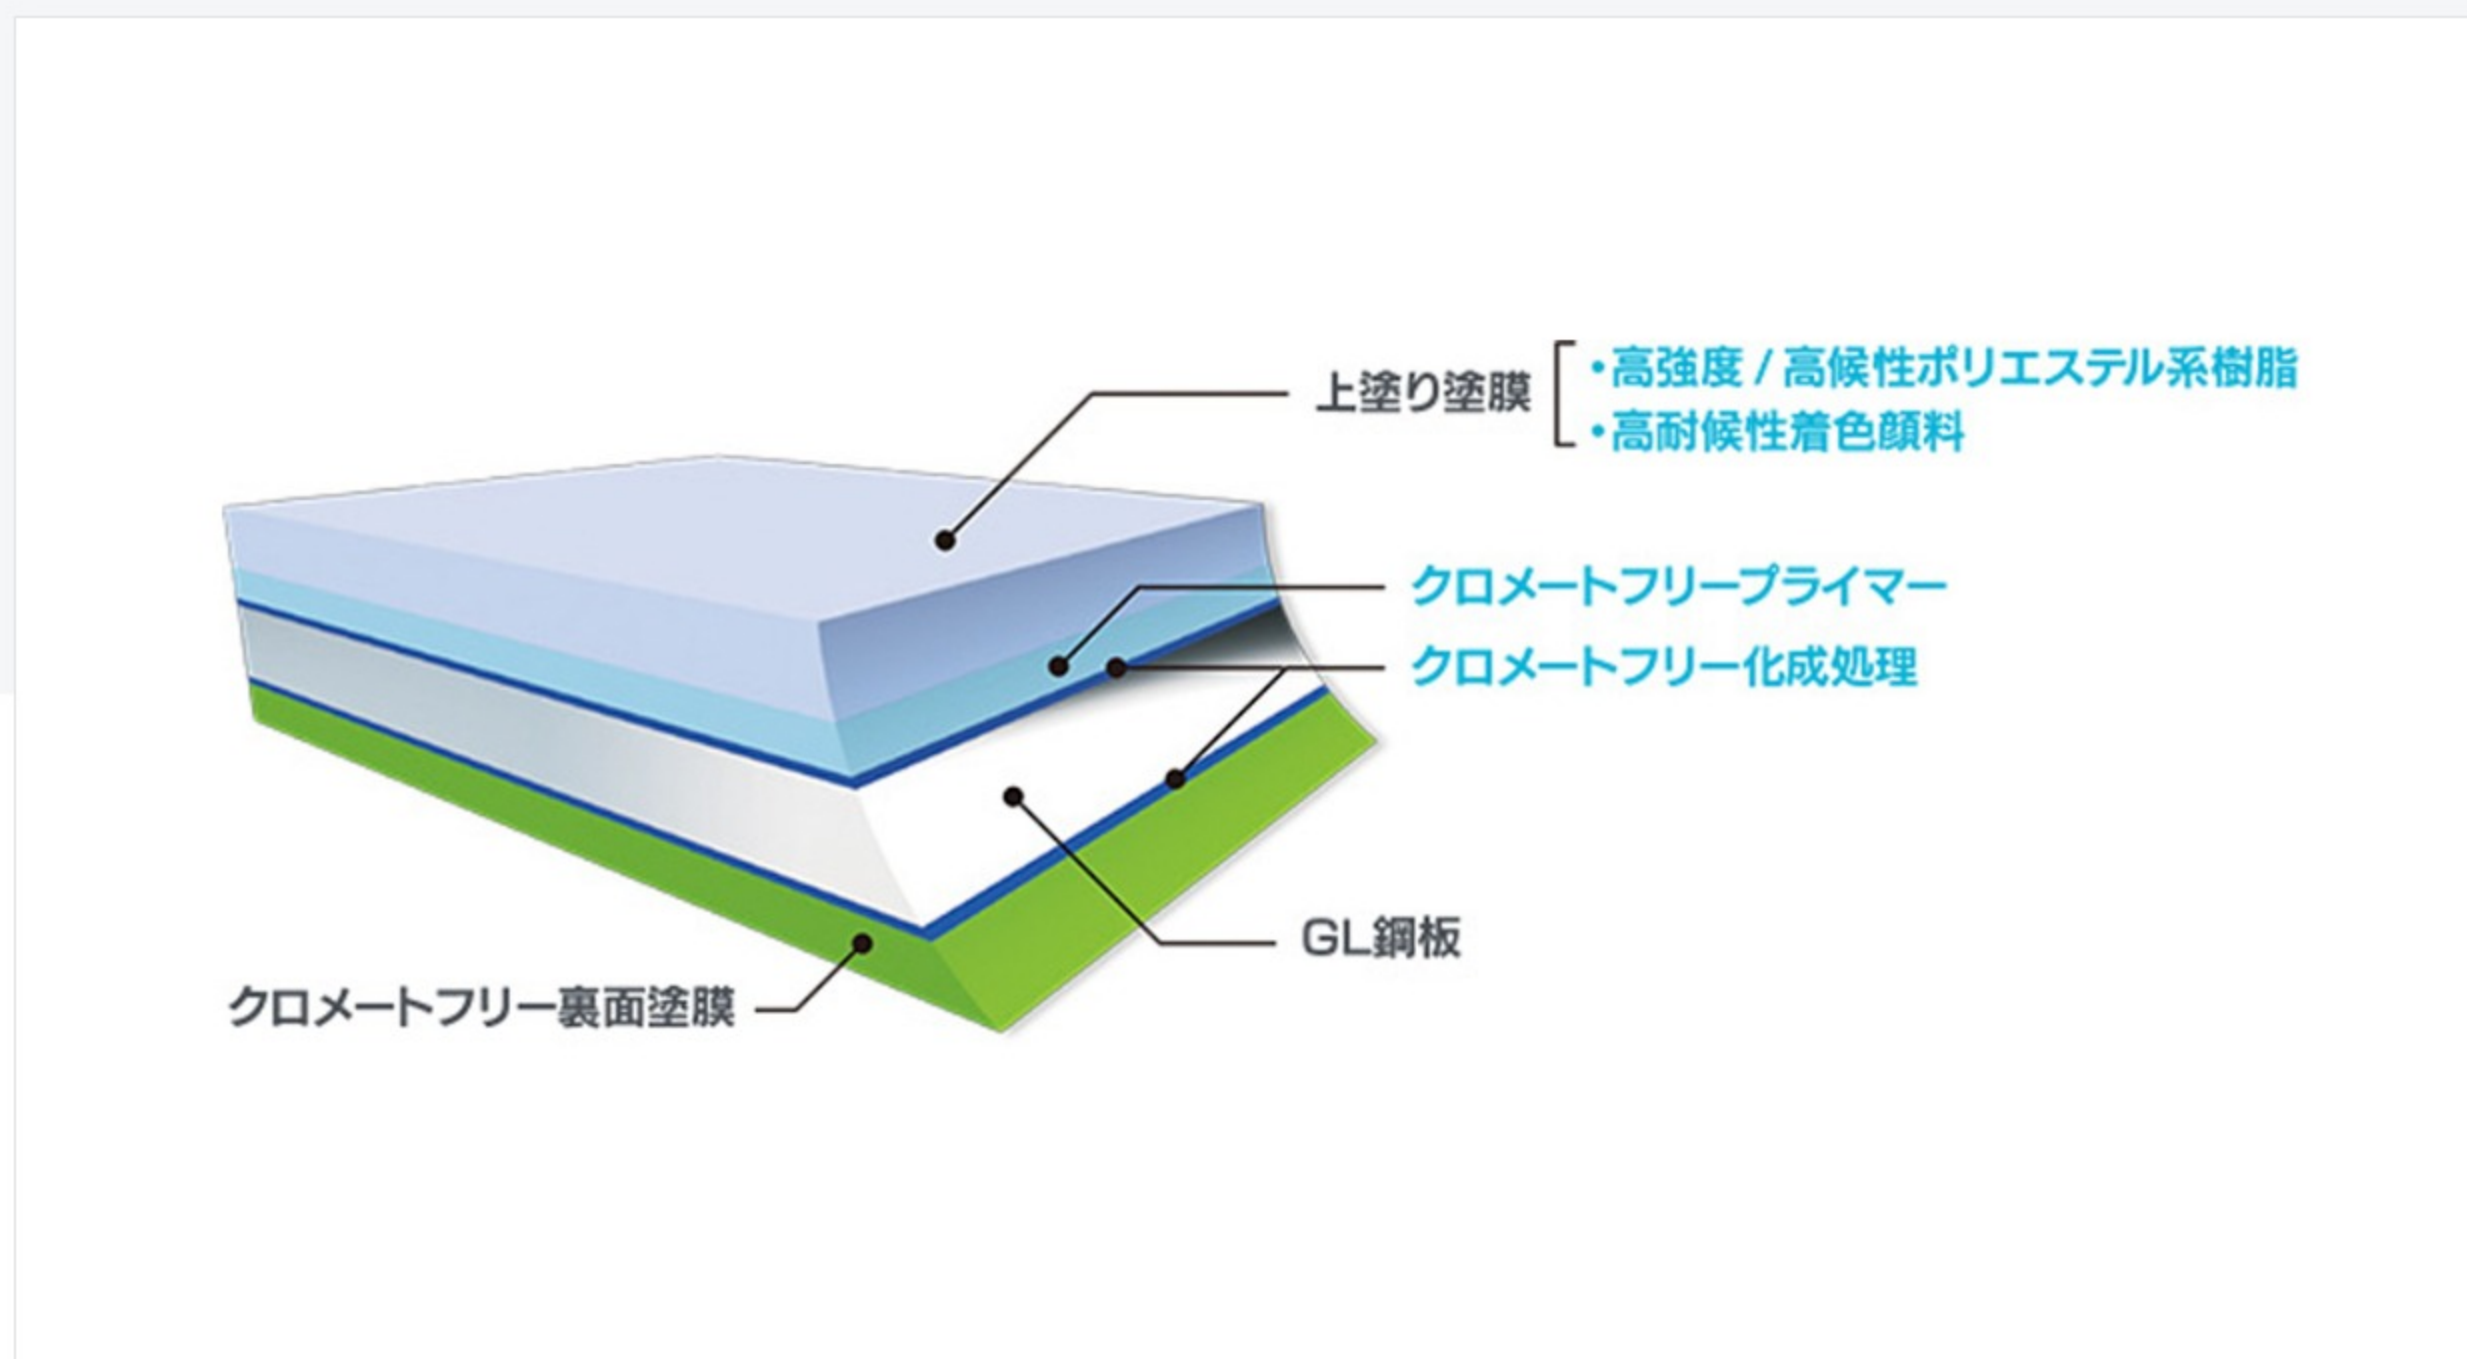 上塗り塗膜
・高強度 / 高候性ポリエステル系樹脂
・高耐候性着色顔料
クロメートフリープライマー
クロメートフリー化成処理
GL鋼板
クロメートフリー裏面塗膜